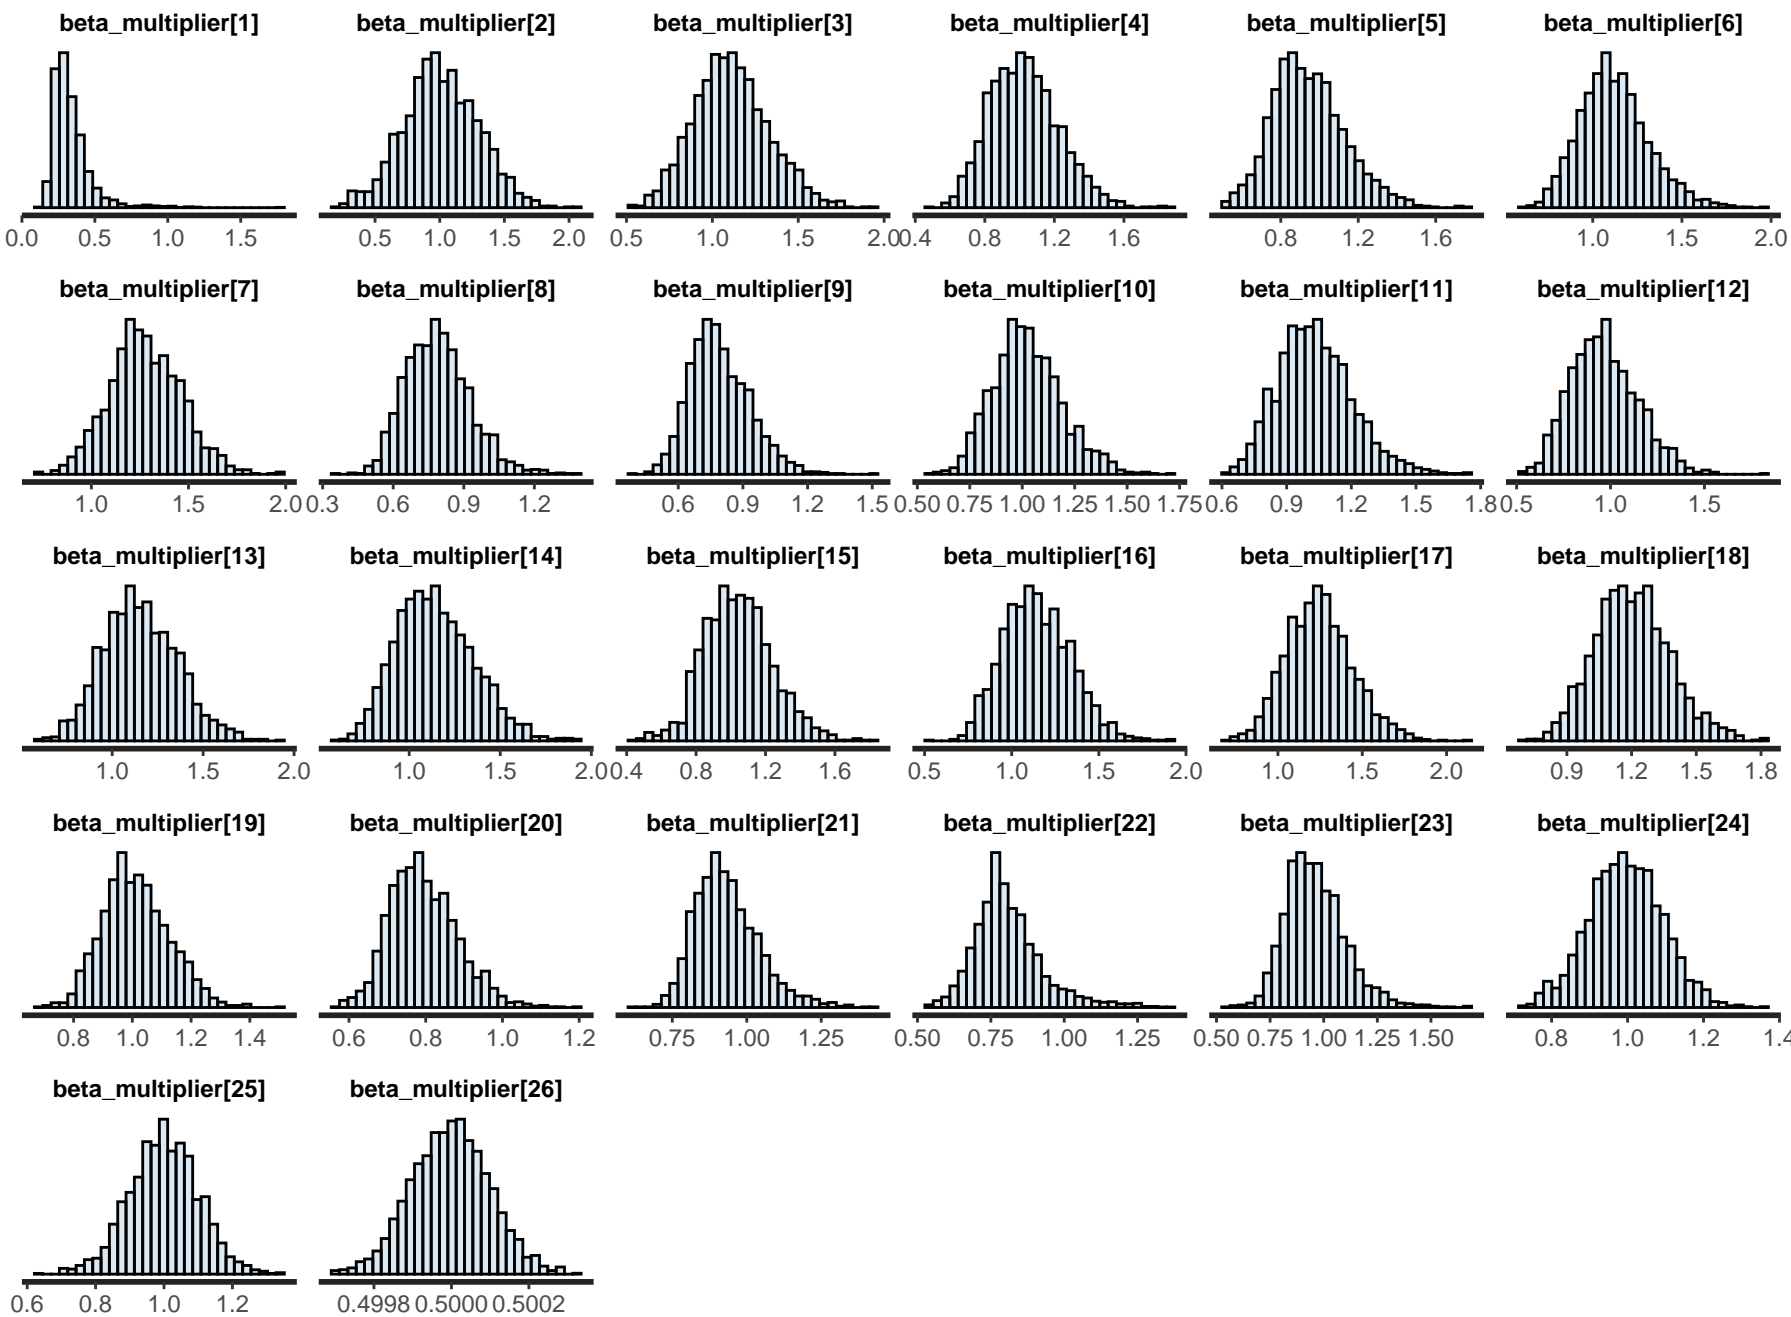 beta_multiplier[1] beta_multiplier[2] beta_multiplier[3] beta_multiplier[4] beta_multiplier[5] beta_multiplier[6]
0.0 0.5 1.0 1.5 0.5 1.0 1.5 2.0 0.5 1.0 1.5 2.0 0.4 0.8 1.2 1.6 0.8 1.2 1.6 1.0 1.5 2.0
beta_multiplier[7] beta_multiplier[8] beta_multiplier[9] beta_multiplier[10] beta_multiplier[11] beta_multiplier[12]
1.0 1.5 2.0 0.3 0.6 0.9 1.2 0.6 0.9 1.2 1.5 0.50 0.75 1.00 1.25 1.50 1.75 0.6 0.9 1.2 1.5 1.8 0.5 1.0 1.5
beta_multiplier[13] beta_multiplier[14] beta_multiplier[15] beta_multiplier[16] beta_multiplier[17] beta_multiplier[18]
1.0 1.5 2.0 1.0 1.5 2.0 0.4 0.8 1.2 1.6 0.5 1.0 1.5 2.0 1.0 1.5 2.0 0.9 1.2 1.5 1.8
beta_multiplier[19] beta_multiplier[20] beta_multiplier[21] beta_multiplier[22] beta_multiplier[23] beta_multiplier[24]
0.8 1.0 1.2 1.4 0.6 0.8 1.0 1.2 0.75 1.00 1.25 0.50 0.75 1.00 1.25 0.50 0.75 1.00 1.25 1.50 0.8 1.0 1.2 1.4
beta_multiplier[25] beta_multiplier[26]
0.6 0.8 1.0 1.2 0.4998 0.5000 0.5002